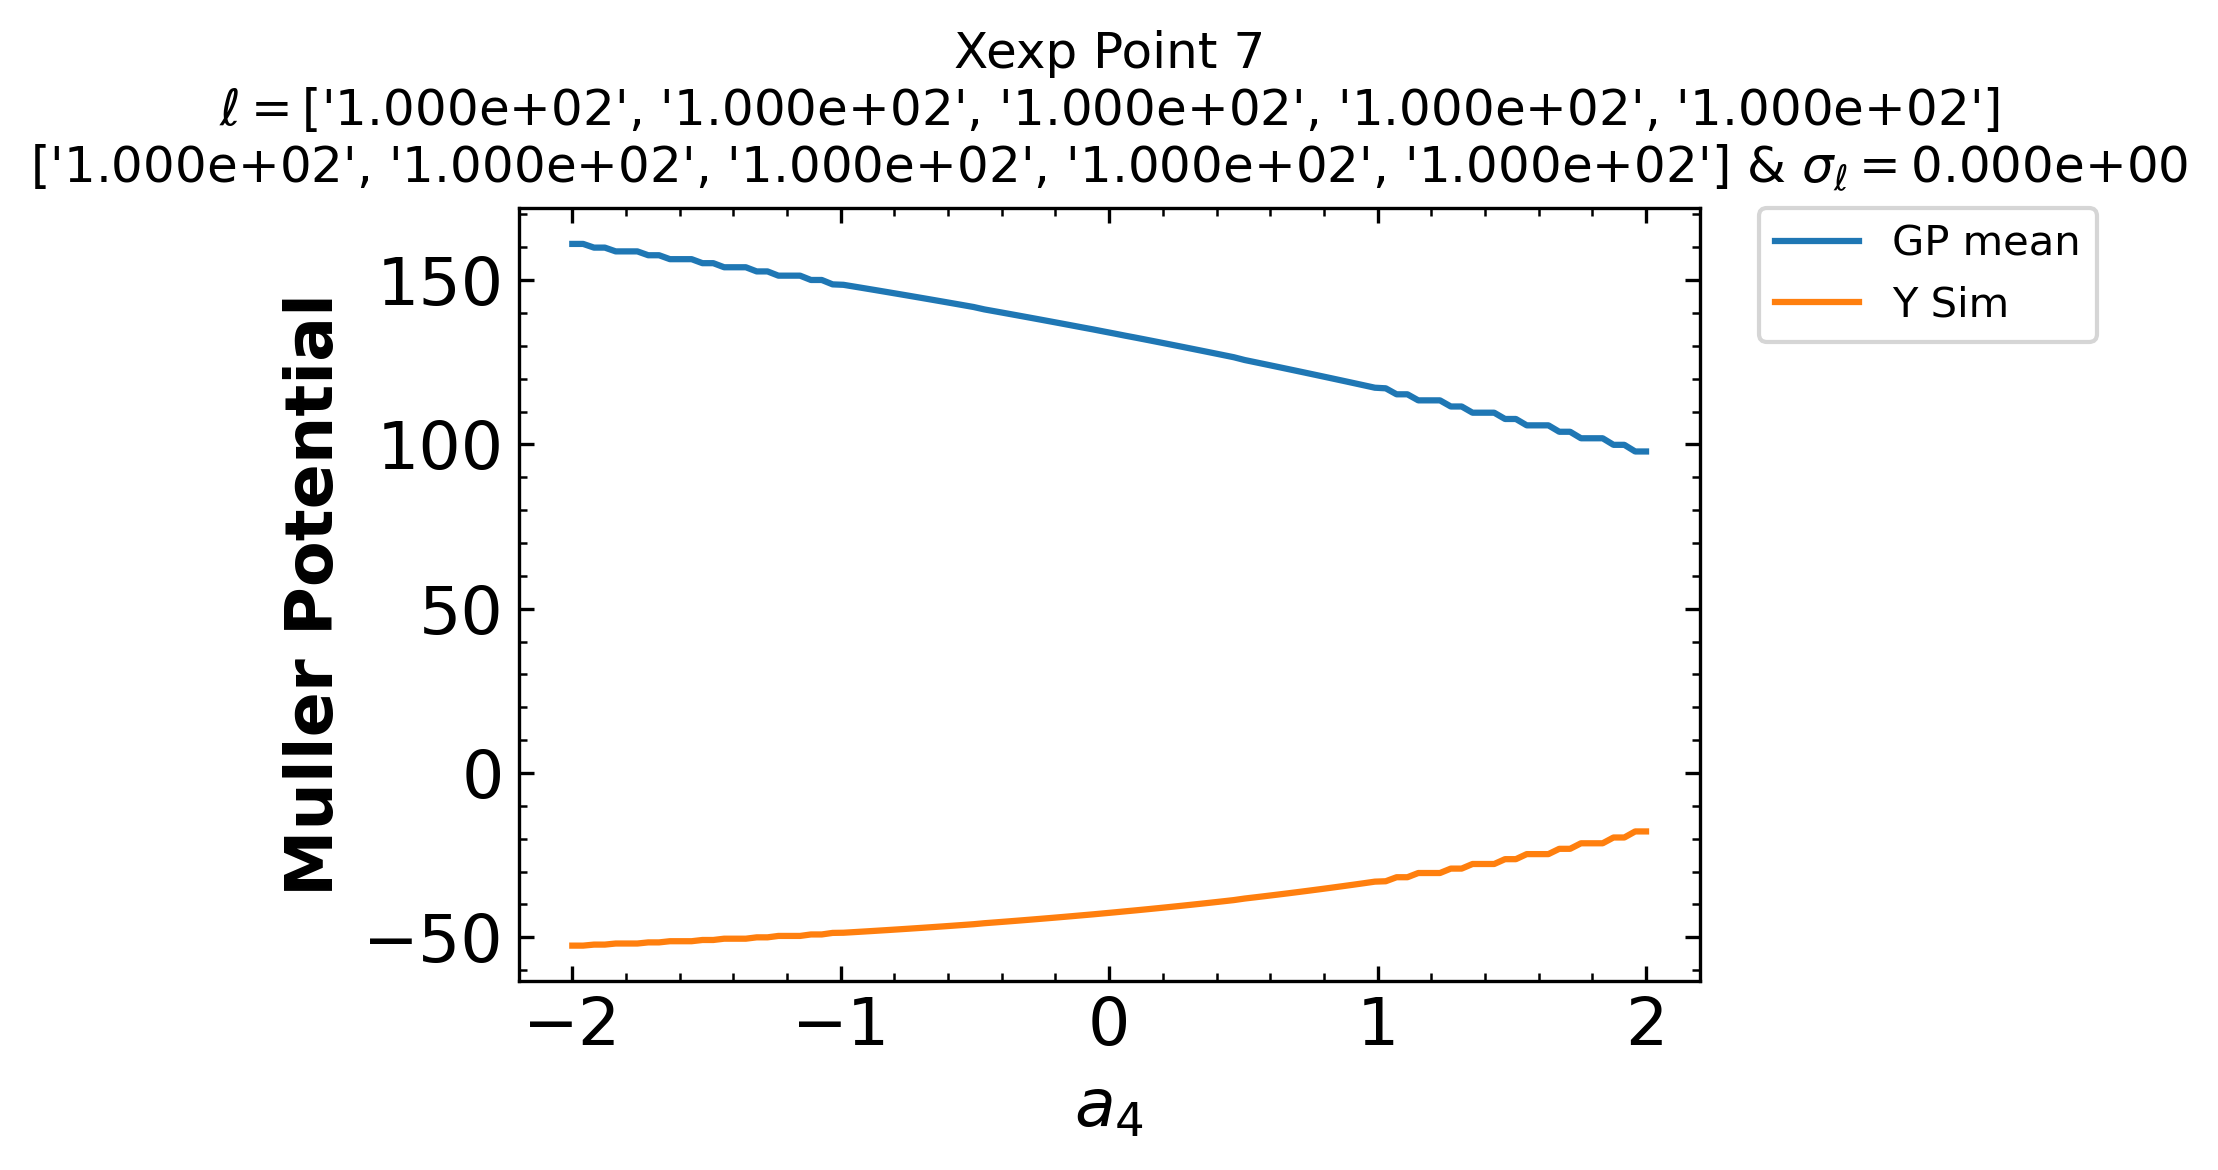 Xexp Point 7
ℓ = ['1.000e+02', '1.000e+02', '1.000e+02', '1.000e+02', '1.000e+02']
['1.000e+02', '1.000e+02', '1.000e+02', '1.000e+02', '1.000e+02'] & σℓ = 0.000e+00
GP mean
Y Sim
Muller Potential
150
100
50
0
−50
−2 −1 0 1 2
a₄